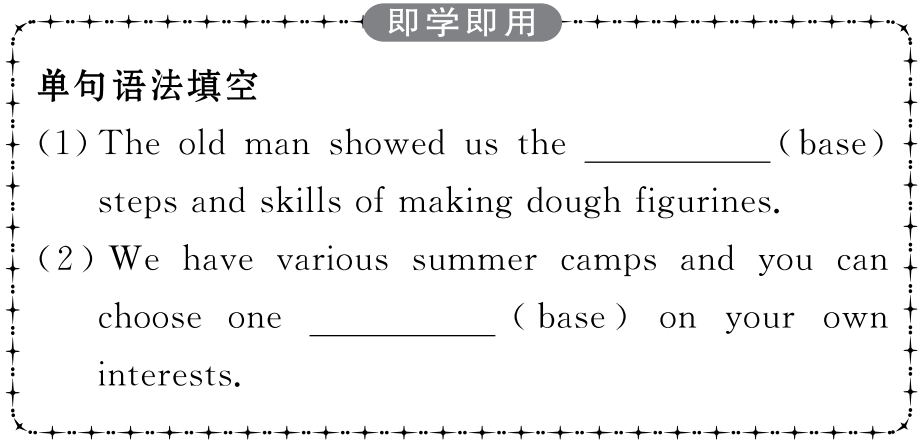 即学即用
单句语法填空
(1) The old man showed us the __________ (base)
steps and skills of making dough figurines.
(2) We have various summer camps and you can
choose one __________ (base) on your own
interests.